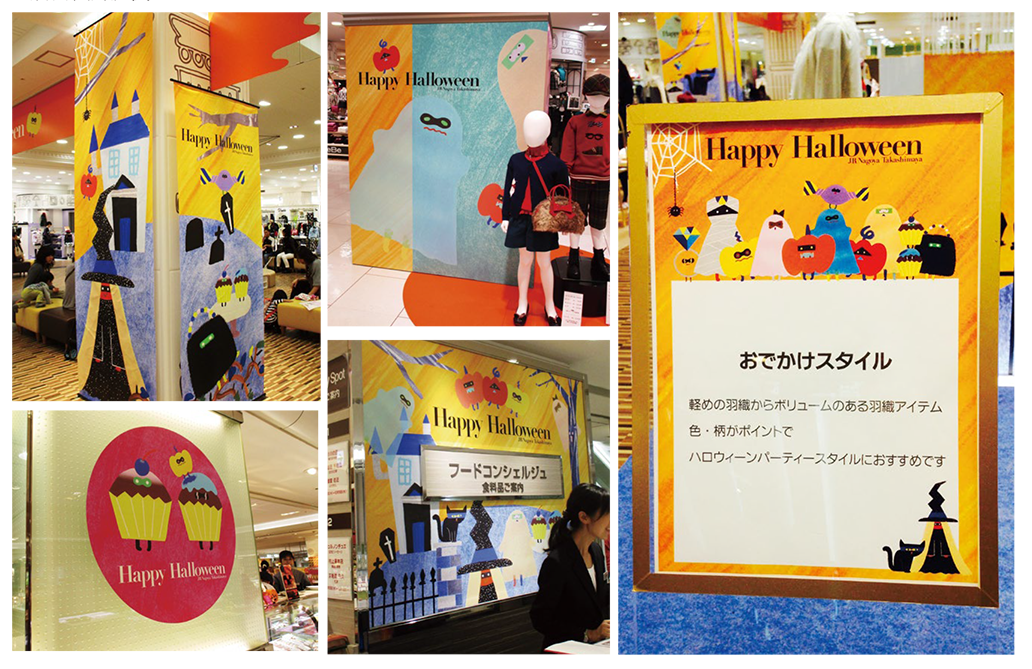 Happy Halloween
JR Nagoya Takashimaya
Happy Halloween
JR Nagoya Takashimaya
Happy Halloween
JR Nagoya Takashimaya
Happy Halloween
JR Nagoya Takashimaya
フードコンシェルジュ
食料品ご案内
Happy Halloween
JR Nagoya Takashimaya
おでかけスタイル
軽めの羽織からボリュームのある羽織アイテム
色・柄がポイントで
ハロウィーンパーティースタイルにおすすめです